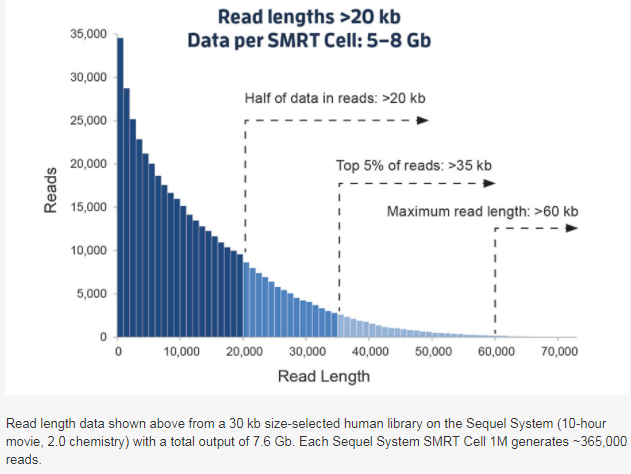 Read lengths >20 kb
Data per SMRT Cell: 5–8 Gb
35,000
30,000
25,000
20,000
15,000
10,000
5,000
0
Reads
Half of data in reads: >20 kb
Top 5% of reads: >35 kb
Maximum read length: >60 kb
0 10,000 20,000 30,000 40,000 50,000 60,000 70,000
Read Length
Read length data shown above from a 30 kb size-selected human library on the Sequel System (10-hour
movie, 2.0 chemistry) with a total output of 7.6 Gb. Each Sequel System SMRT Cell 1M generates ~365,000
reads.